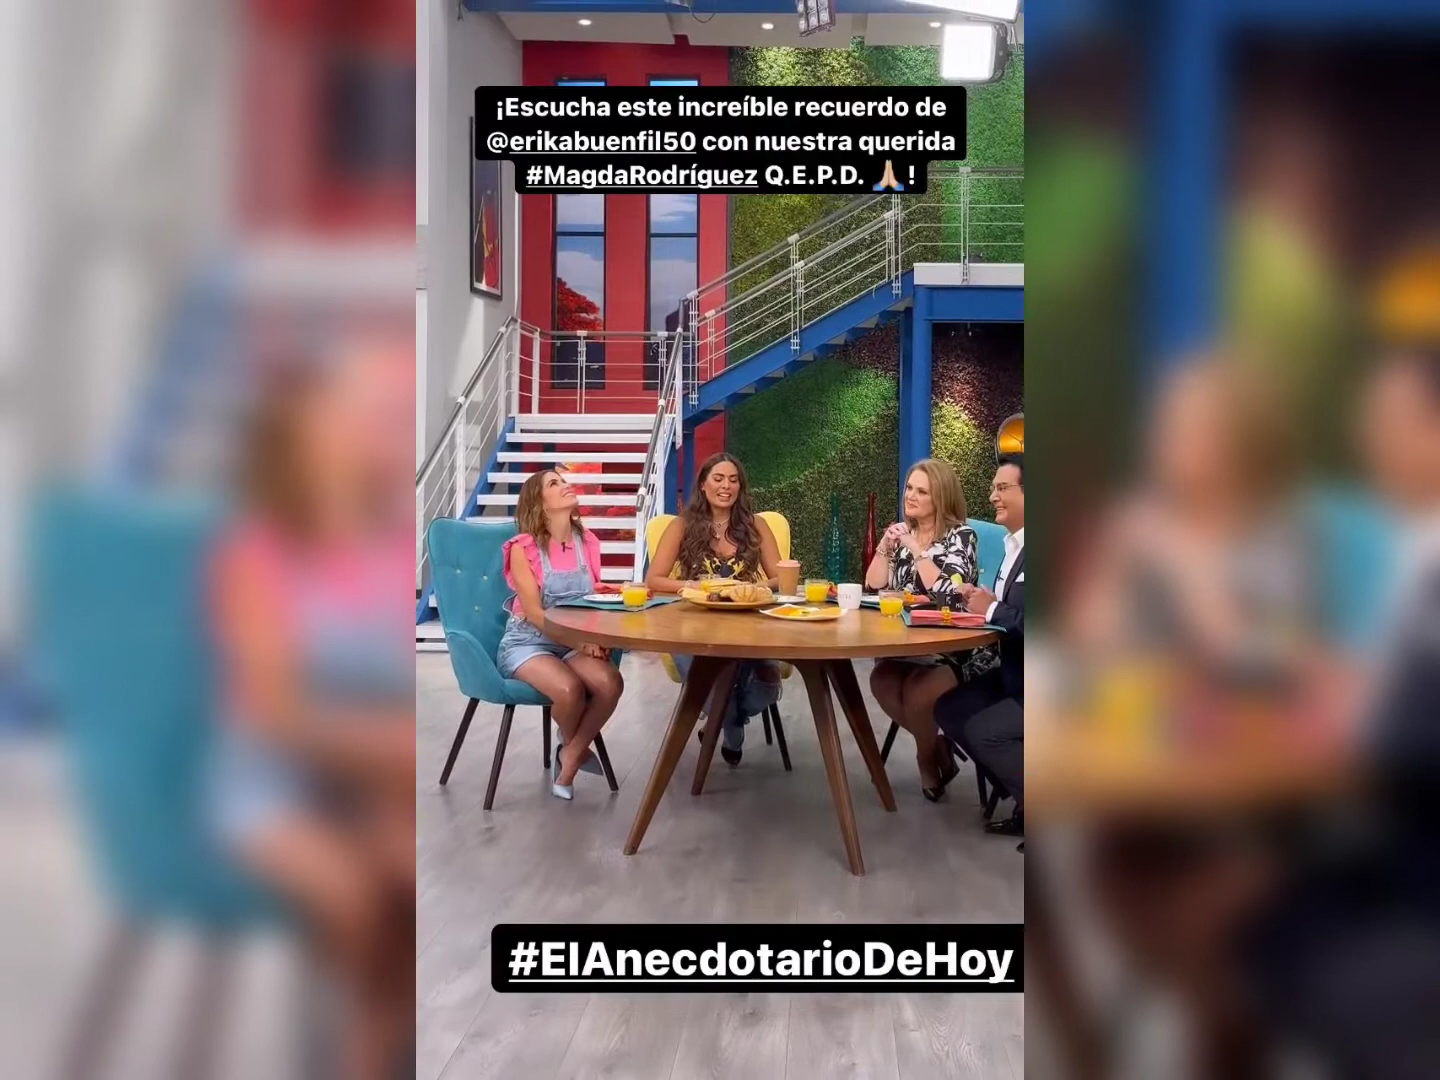 ¡Escucha este increíble recuerdo de
@erikabuenfil50 con nuestra querida
#MagdaRodríguez Q.E.P.D. 🙏🏼!
#ElAnecdotarioDeHoy